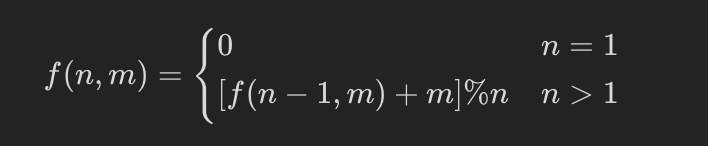 f(n, m) = { 0 n = 1
[f(n − 1, m) + m]%n n > 1